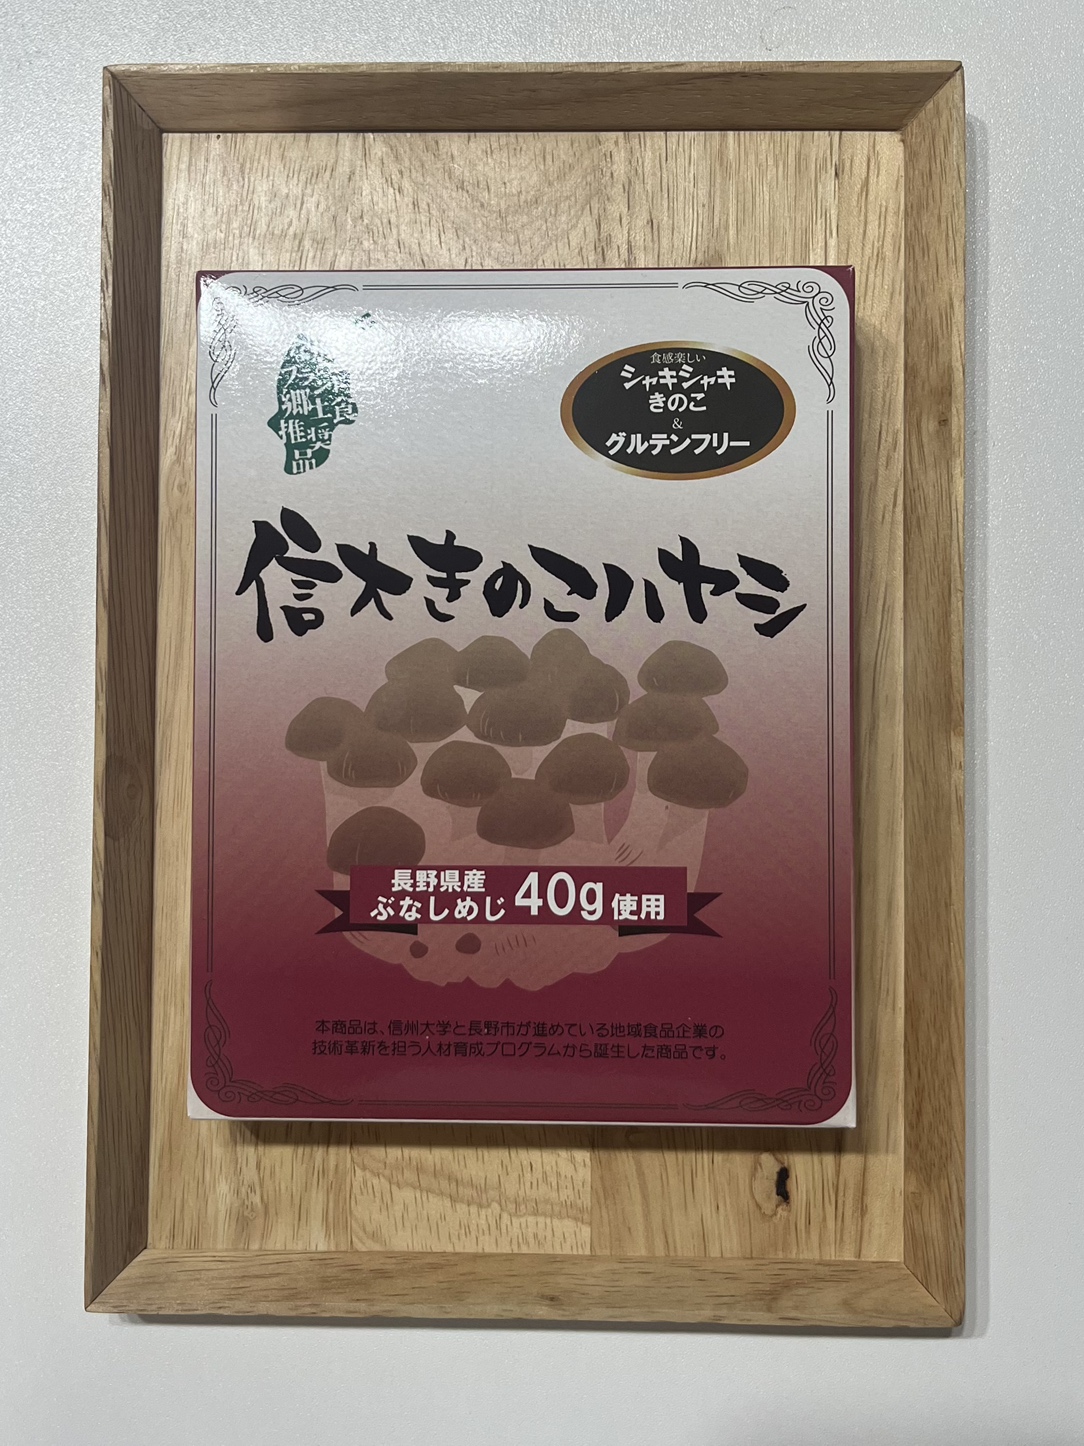 郷土食
推奨品
食感楽しい
シャキシャキ
きのこ
&
グルテンフリー
信大きのこハヤシ
長野県産
ぶなしめじ 40g 使用
本商品は、信州大学と長野市が進めている地域食品企業の
技術革新を担う人材育成プログラムから誕生した商品です。